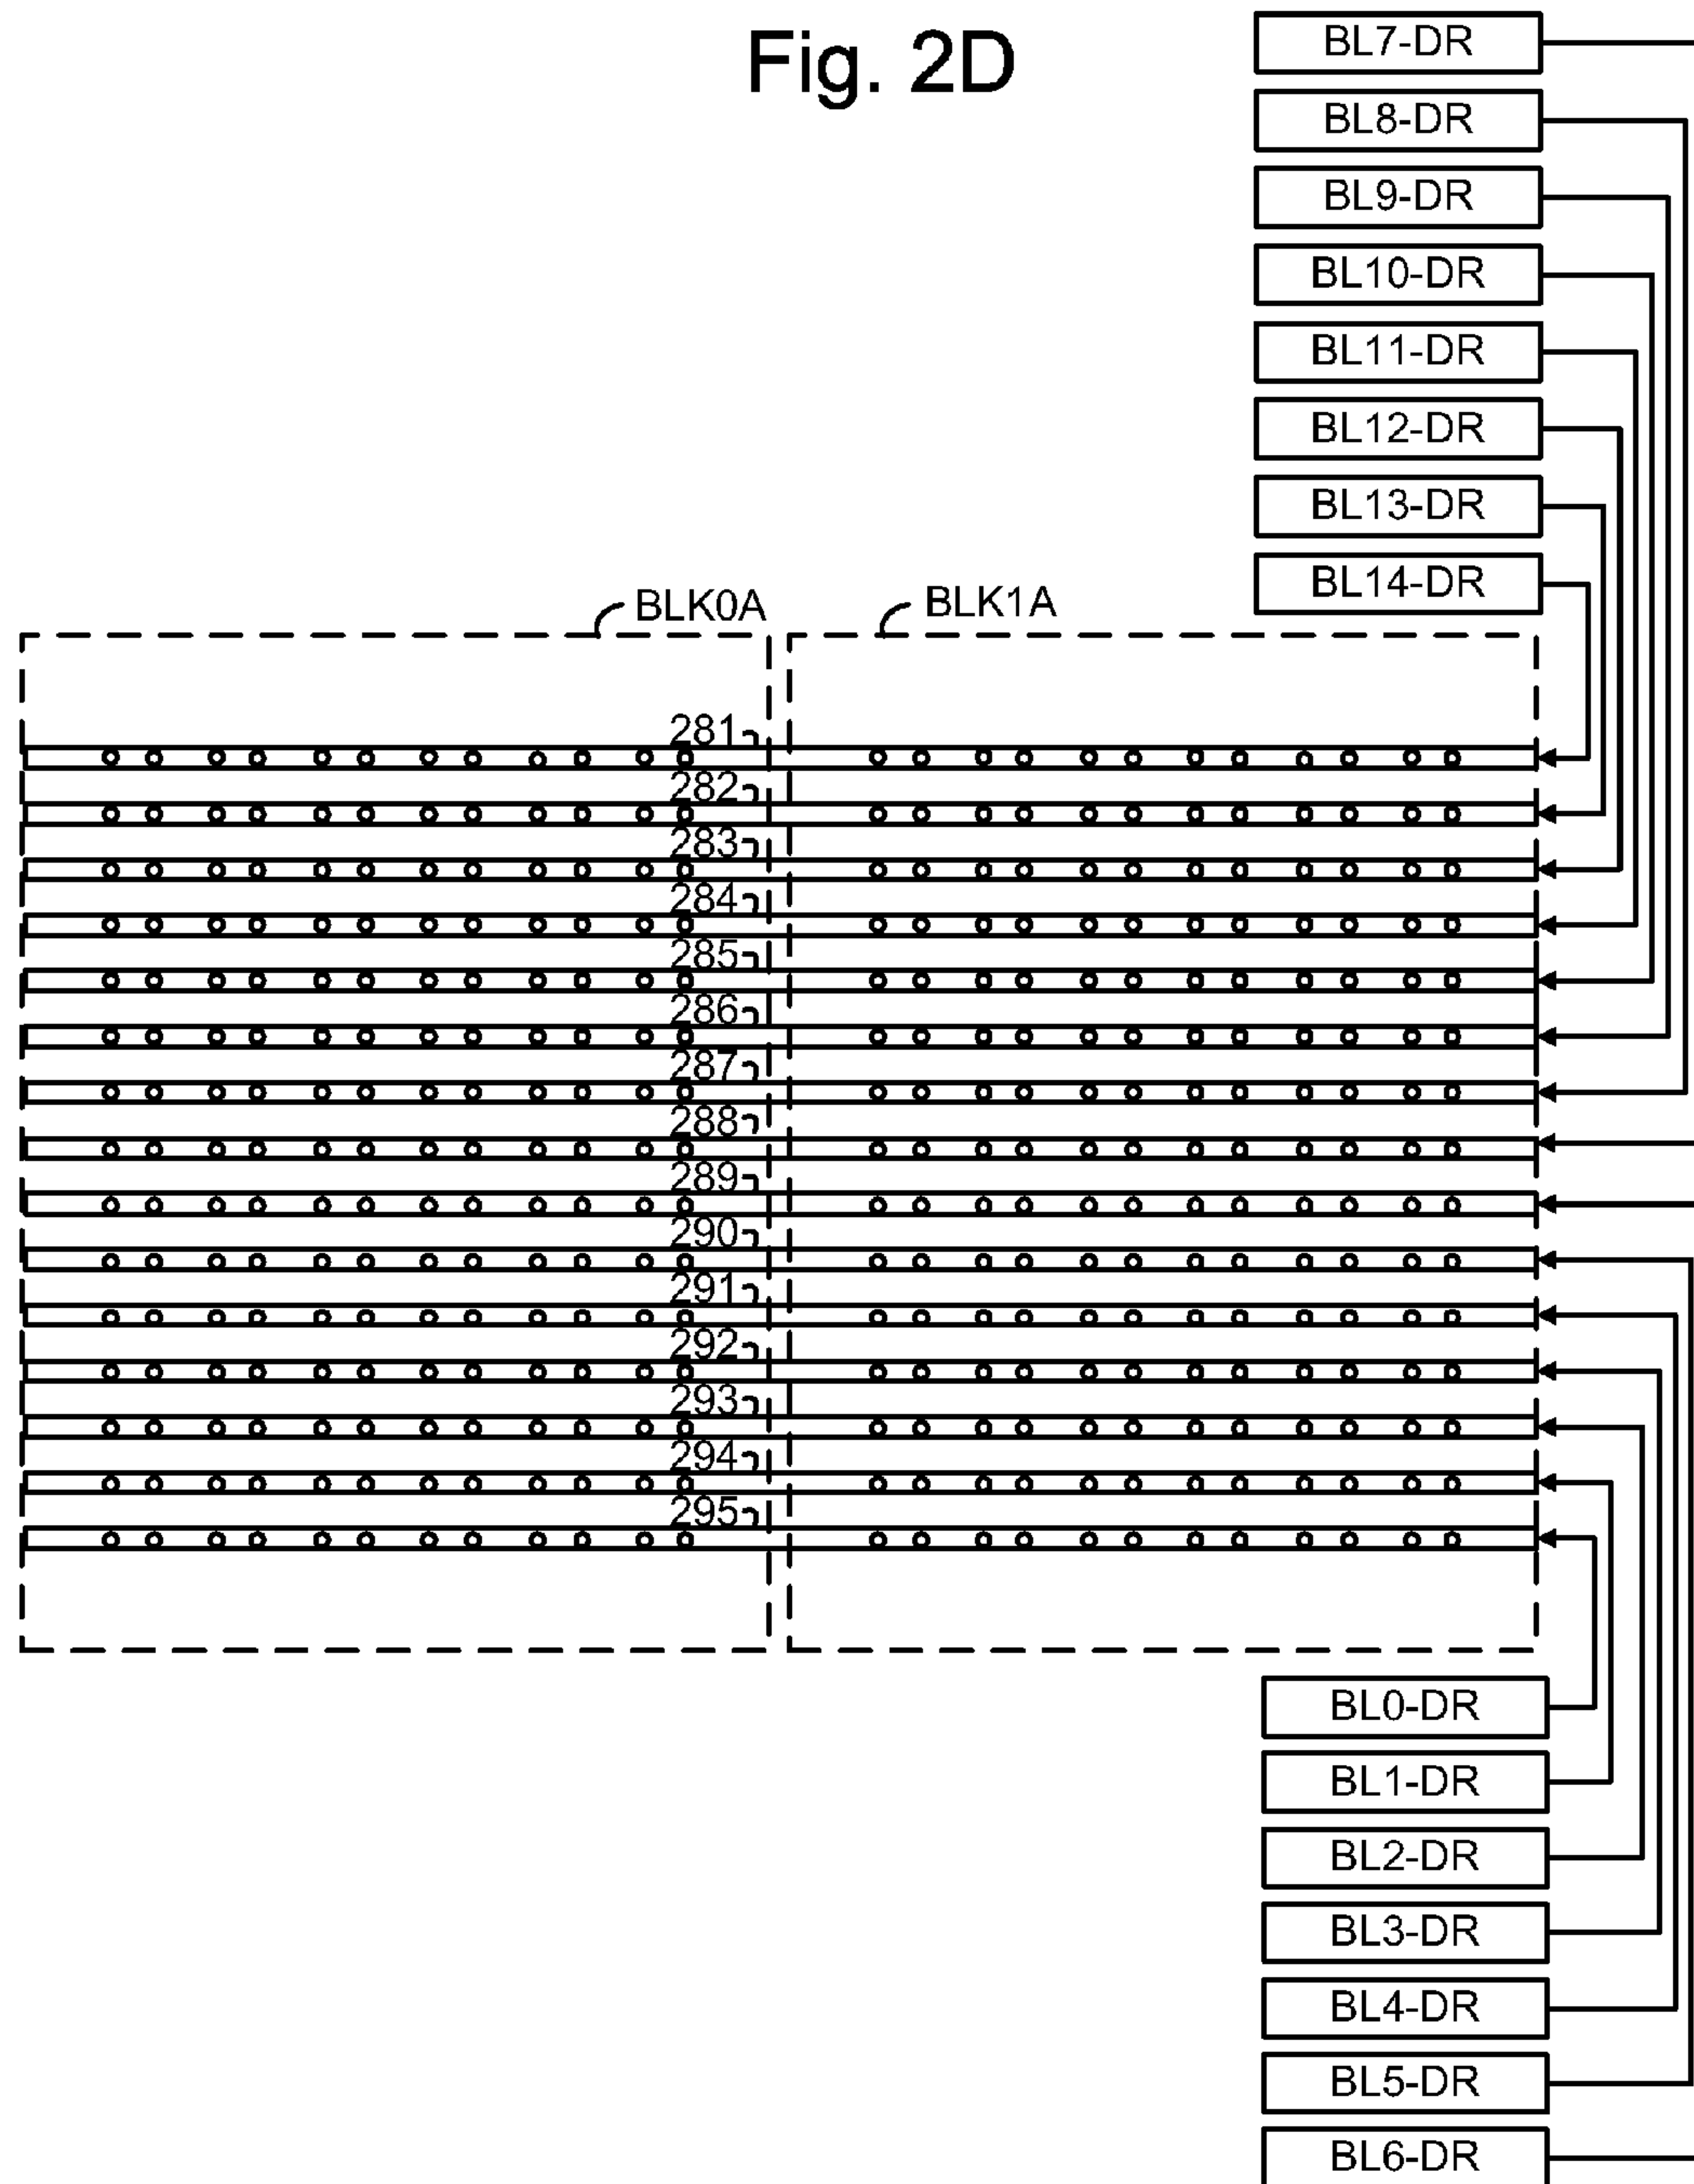 Fig. 2D
BL7-DR
BL8-DR
BL9-DR
BL10-DR
BL11-DR
BL12-DR
BL13-DR
BL14-DR
BLK0A
BLK1A
281
282
283
284
285
286
287
288
289
290
291
292
293
294
295
BL0-DR
BL1-DR
BL2-DR
BL3-DR
BL4-DR
BL5-DR
BL6-DR